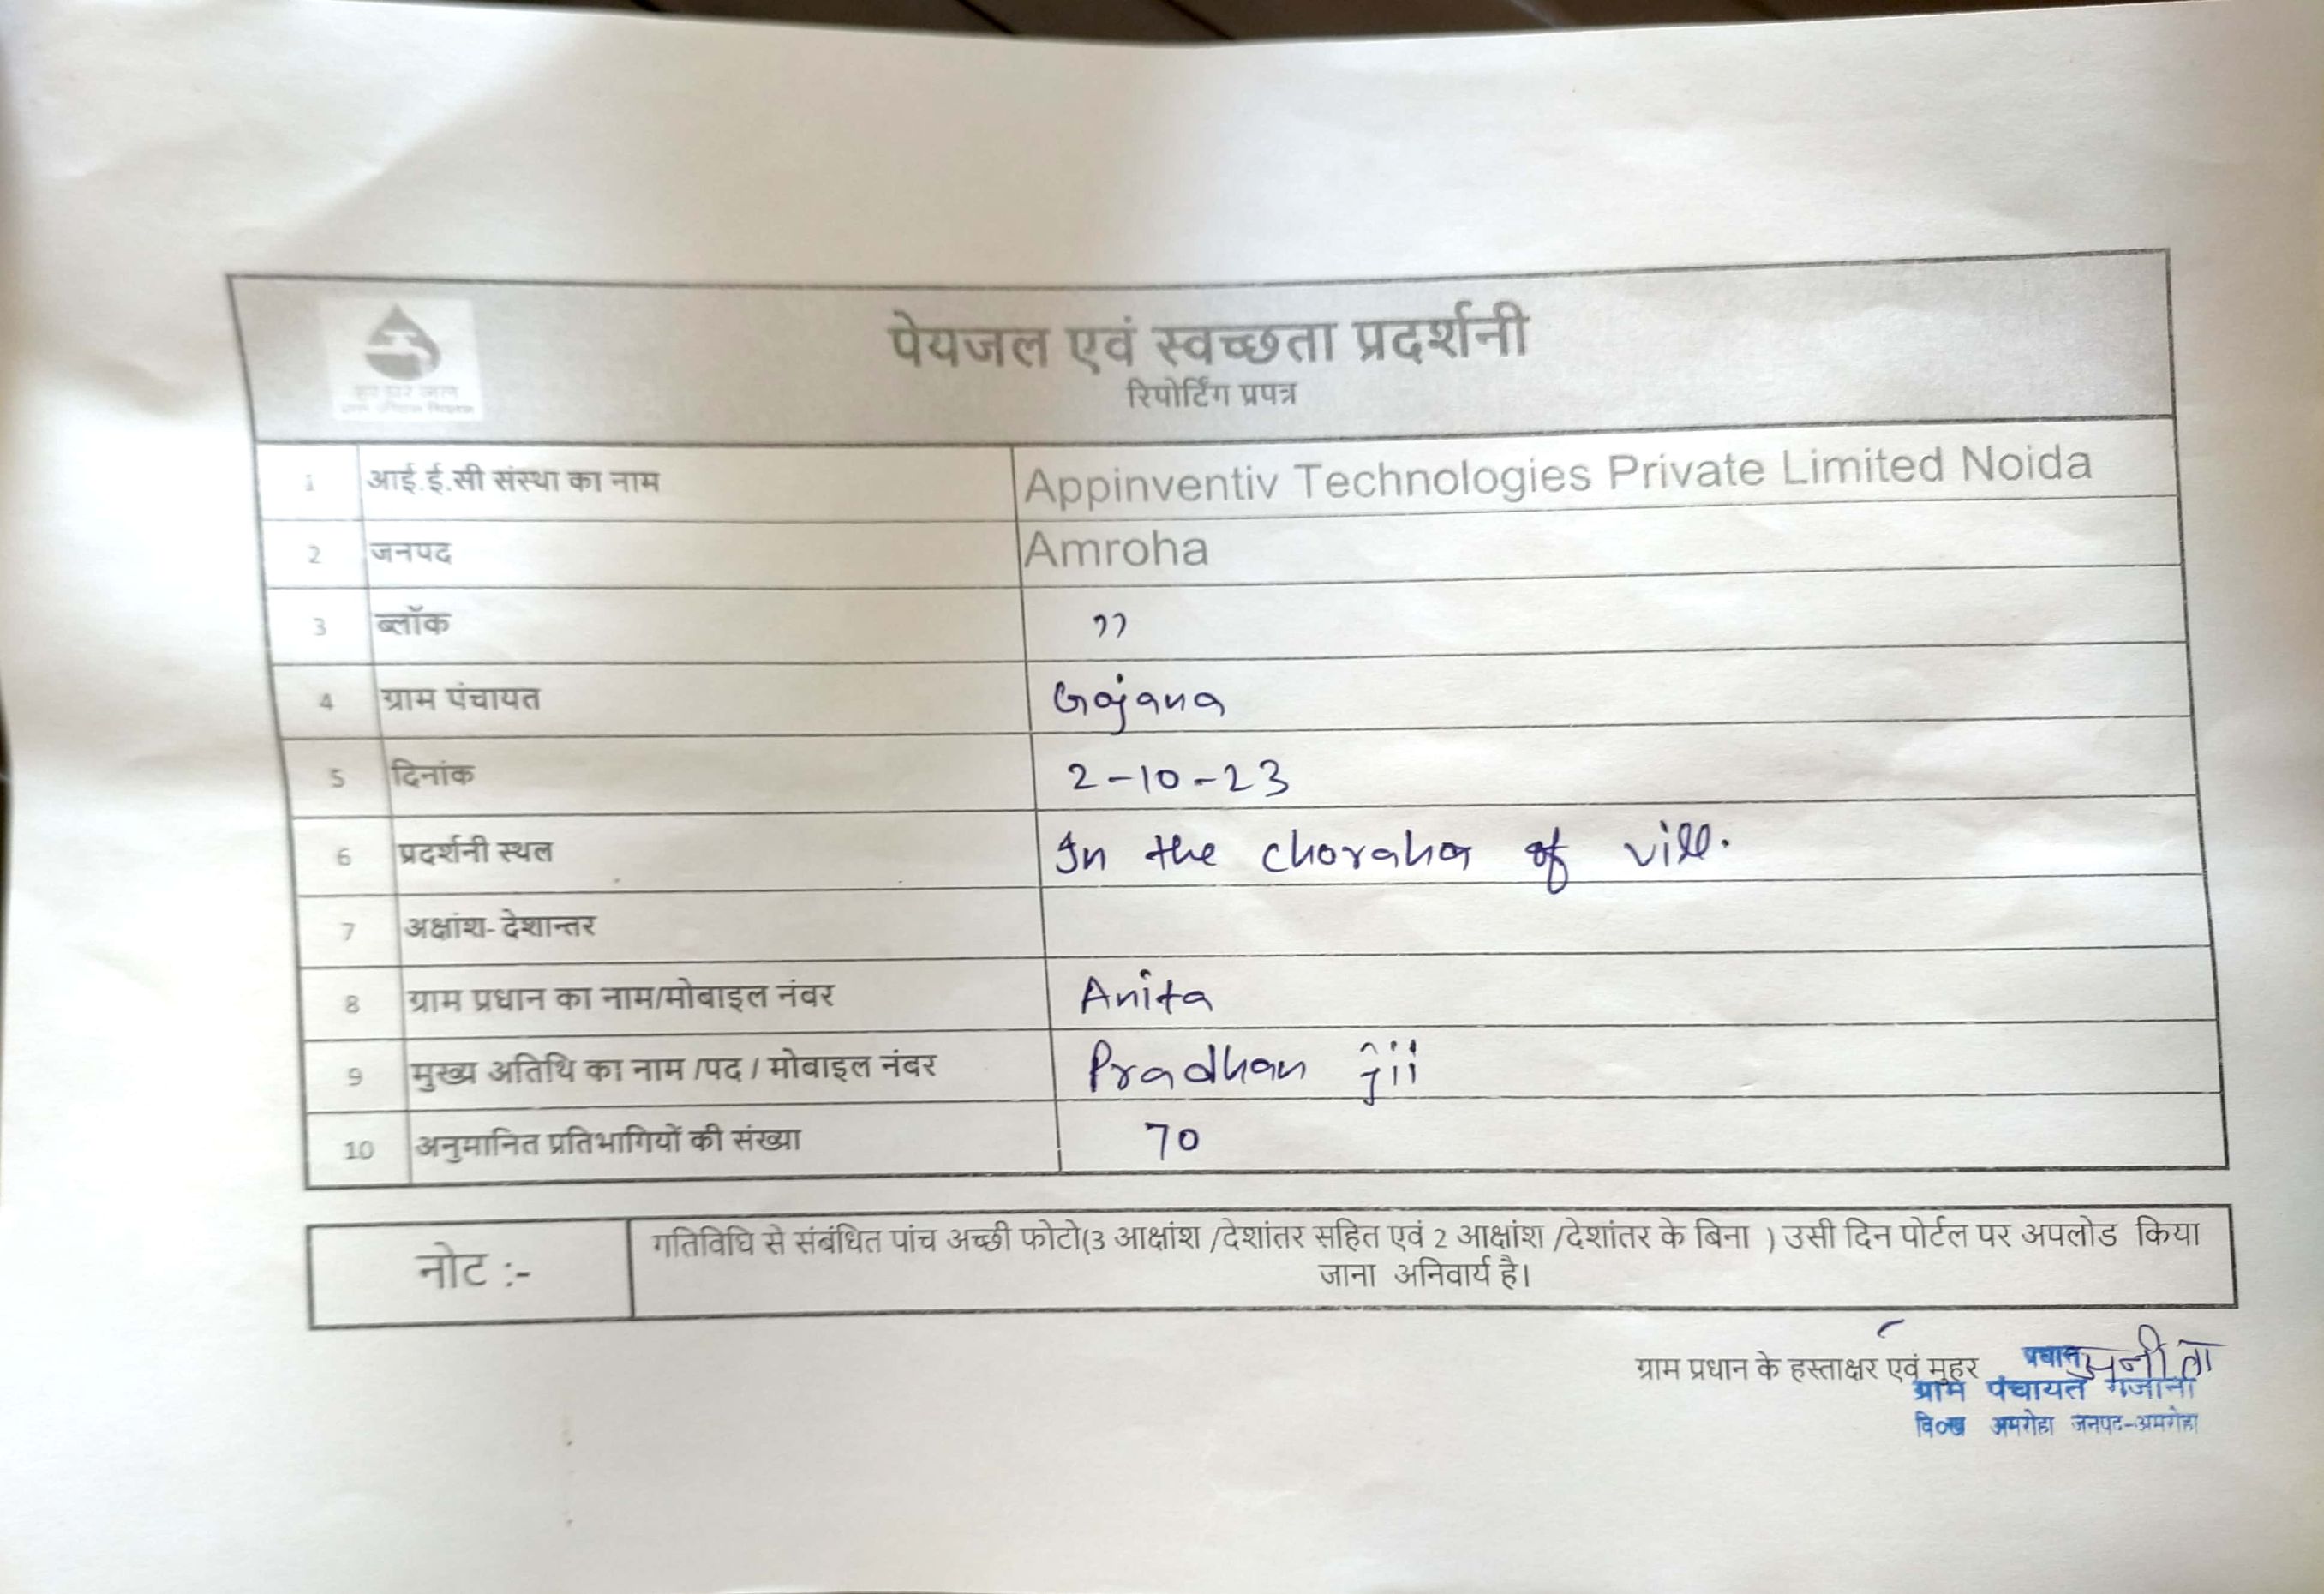 पेयजल एवं स्वच्छता प्रदर्शनी
रिपोर्टिंग प्रपत्र
1 आई.ई.सी संस्था का नाम Appinventiv Technologies Private Limited Noida
2 जनपद Amroha
3 ब्लॉक ,,
4 ग्राम पंचायत Gajana
5 दिनांक 2-10-23
6 प्रदर्शनी स्थल In the choraha of vill.
7 अक्षांश- देशान्तर
8 ग्राम प्रधान का नाम/मोबाइल नंबर Anita
9 मुख्य अतिथि का नाम /पद / मोबाइल नंबर Pradhan jii
10 अनुमानित प्रतिभागियों की संख्या 70
नोट :- गतिविधि से संबंधित पांच अच्छी फोटो(3 आक्षांश /देशांतर सहित एवं 2 आक्षांश /देशांतर के बिना ) उसी दिन पोर्टल पर अपलोड किया
जाना अनिवार्य है।
ग्राम प्रधान के हस्ताक्षर एवं मुहर प्रधान
ग्राम पंचायत गजाना
वि०ख अमरोहा जनपद-अमरोहा